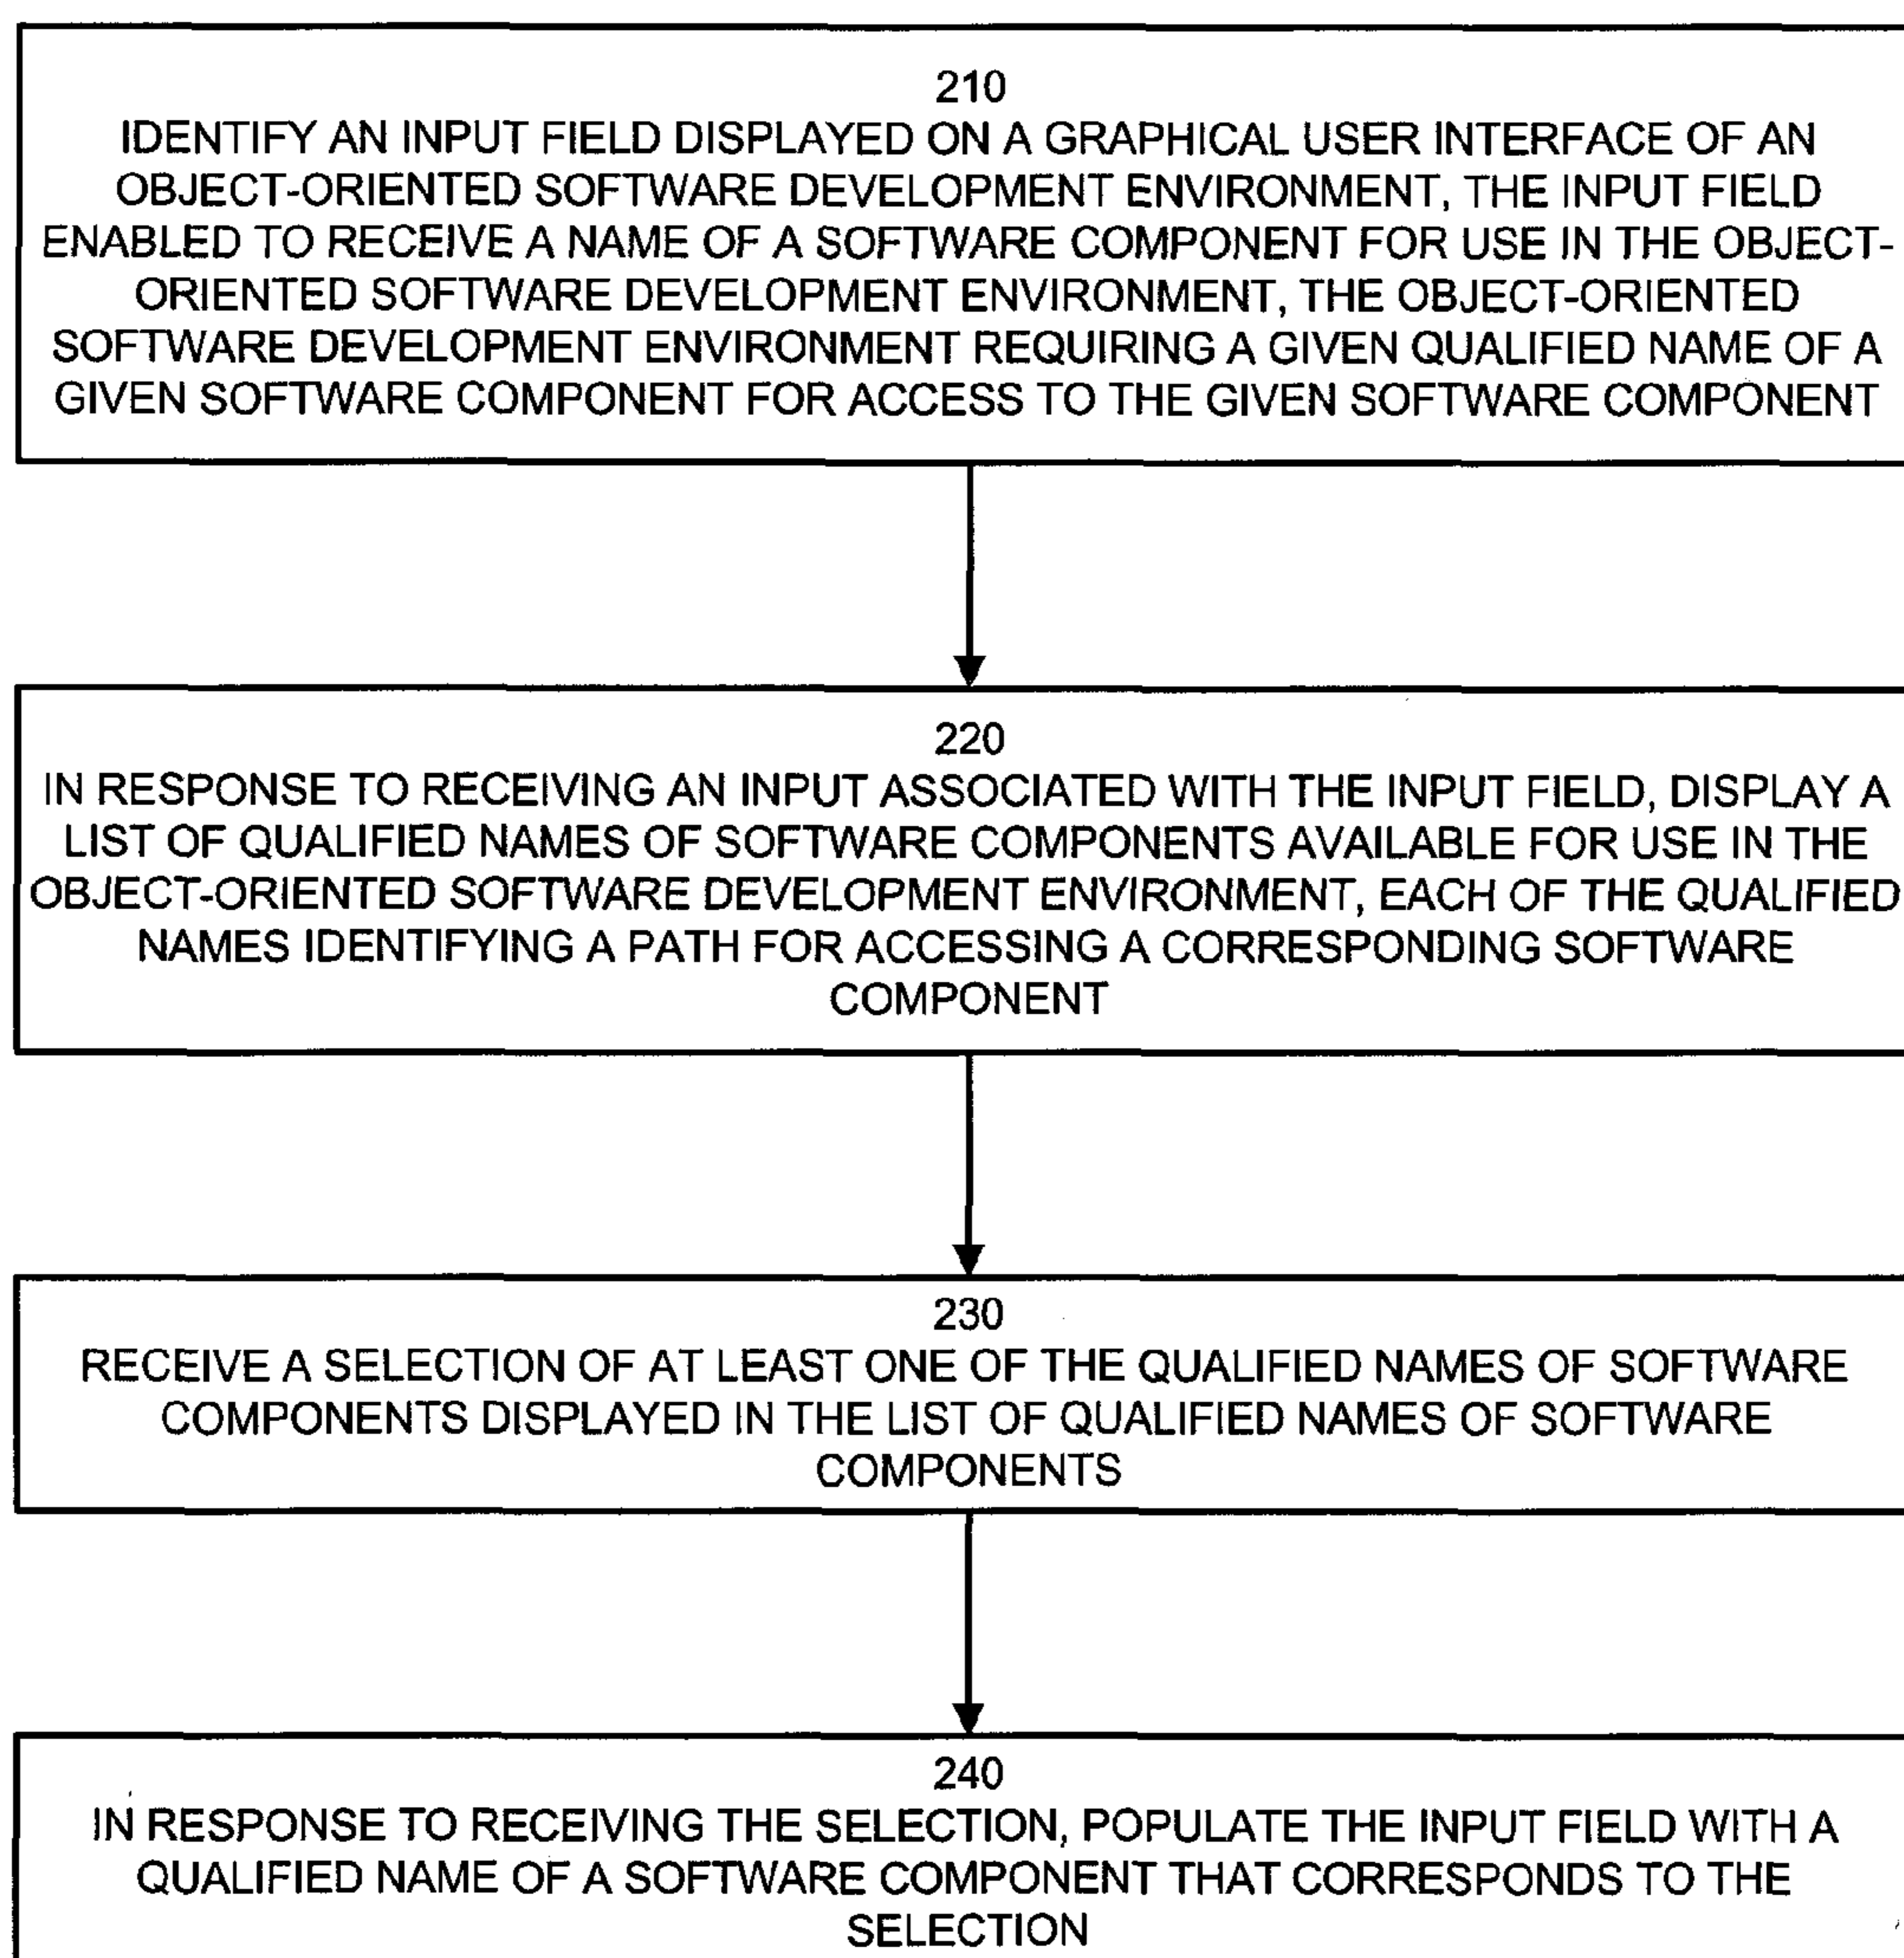 210
IDENTIFY AN INPUT FIELD DISPLAYED ON A GRAPHICAL USER INTERFACE OF AN
OBJECT-ORIENTED SOFTWARE DEVELOPMENT ENVIRONMENT, THE INPUT FIELD
ENABLED TO RECEIVE A NAME OF A SOFTWARE COMPONENT FOR USE IN THE OBJECT-
ORIENTED SOFTWARE DEVELOPMENT ENVIRONMENT, THE OBJECT-ORIENTED
SOFTWARE DEVELOPMENT ENVIRONMENT REQUIRING A GIVEN QUALIFIED NAME OF A
GIVEN SOFTWARE COMPONENT FOR ACCESS TO THE GIVEN SOFTWARE COMPONENT
220
IN RESPONSE TO RECEIVING AN INPUT ASSOCIATED WITH THE INPUT FIELD, DISPLAY A
LIST OF QUALIFIED NAMES OF SOFTWARE COMPONENTS AVAILABLE FOR USE IN THE
OBJECT-ORIENTED SOFTWARE DEVELOPMENT ENVIRONMENT, EACH OF THE QUALIFIED
NAMES IDENTIFYING A PATH FOR ACCESSING A CORRESPONDING SOFTWARE
COMPONENT
230
RECEIVE A SELECTION OF AT LEAST ONE OF THE QUALIFIED NAMES OF SOFTWARE
COMPONENTS DISPLAYED IN THE LIST OF QUALIFIED NAMES OF SOFTWARE
COMPONENTS
240
IN RESPONSE TO RECEIVING THE SELECTION, POPULATE THE INPUT FIELD WITH A
QUALIFIED NAME OF A SOFTWARE COMPONENT THAT CORRESPONDS TO THE
SELECTION